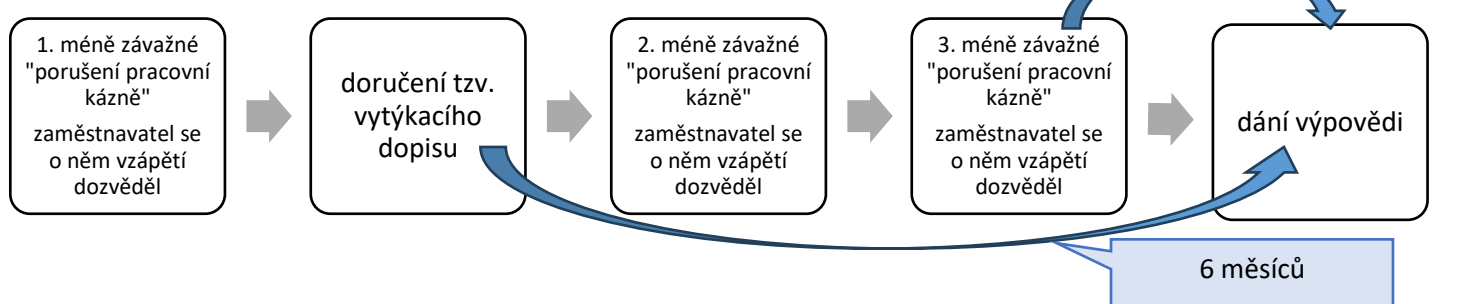 1. méně závažné
"porušení pracovní
kázně"
zaměstnavatel se
o něm vzápětí
dozvěděl
doručení tzv.
vytýkacího
dopisu
2. méně závažné
"porušení pracovní
kázně"
zaměstnavatel se
o něm vzápětí
dozvěděl
3. méně závažné
"porušení pracovní
kázně"
zaměstnavatel se
o něm vzápětí
dozvěděl
dání výpovědi
6 měsíců